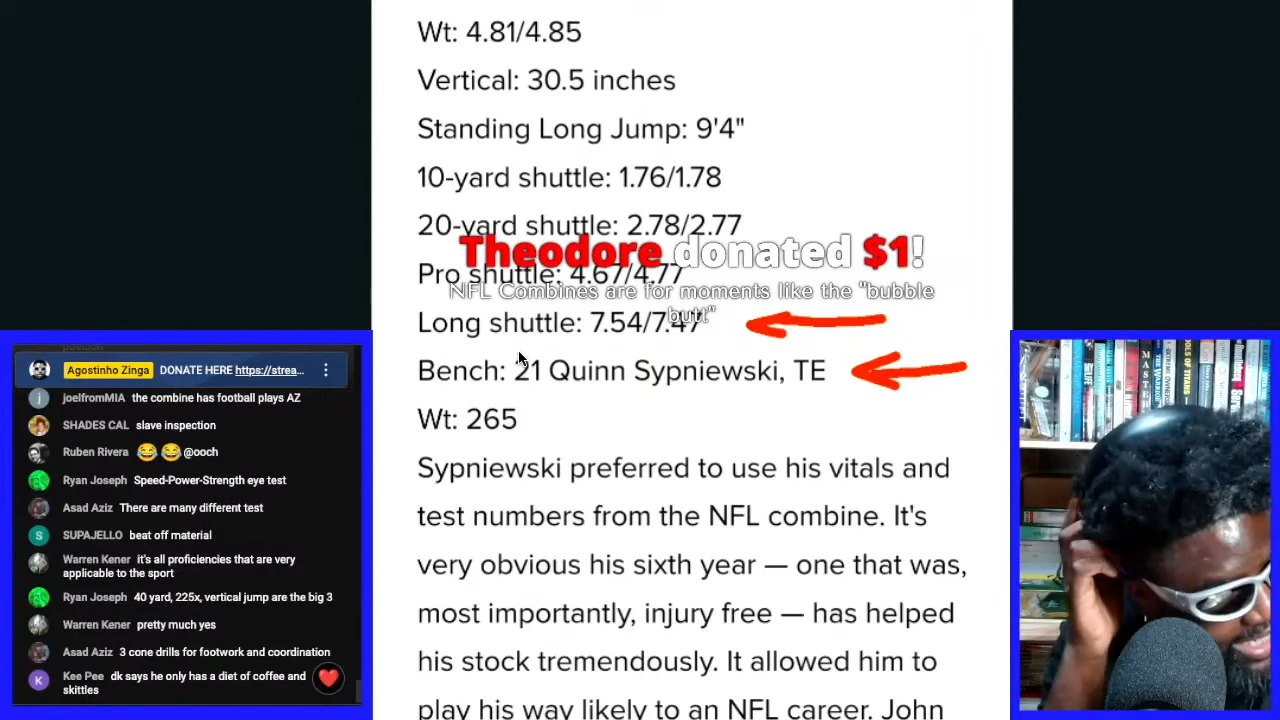 Wt: 4.81/4.85
Vertical: 30.5 inches
Standing Long Jump: 9'4"
10-yard shuttle: 1.76/1.78
20-yard shuttle: 2.78/2.77
Theodore donated $1!
Pro shuttle: 4.67/4.77
NFL Combines are for moments like the "bubble
butt"
Long shuttle: 7.54/7.47
Bench: 21 Quinn Sypniewski, TE
Wt: 265
Sypniewski preferred to use his vitals and
test numbers from the NFL combine. It's
very obvious his sixth year — one that was,
most importantly, injury free — has helped
his stock tremendously. It allowed him to
play his way likely to an NFL career. John
Agostinho Zinga DONATE HERE https://strea...
joelfromMIA the combine has football plays AZ
SHADES CAL slave inspection
Ruben Rivera 😂 😂 @ooch
Ryan Joseph Speed-Power-Strength eye test
Asad Aziz There are many different test
S SUPAJELLO beat off material
Warren Kener it's all proficiencies that are very
applicable to the sport
Ryan Joseph 40 yard, 225x, vertical jump are the big 3
Warren Kener pretty much yes
Asad Aziz 3 cone drills for footwork and coordination
K Kee Pee dk says he only has a diet of coffee and
skittles